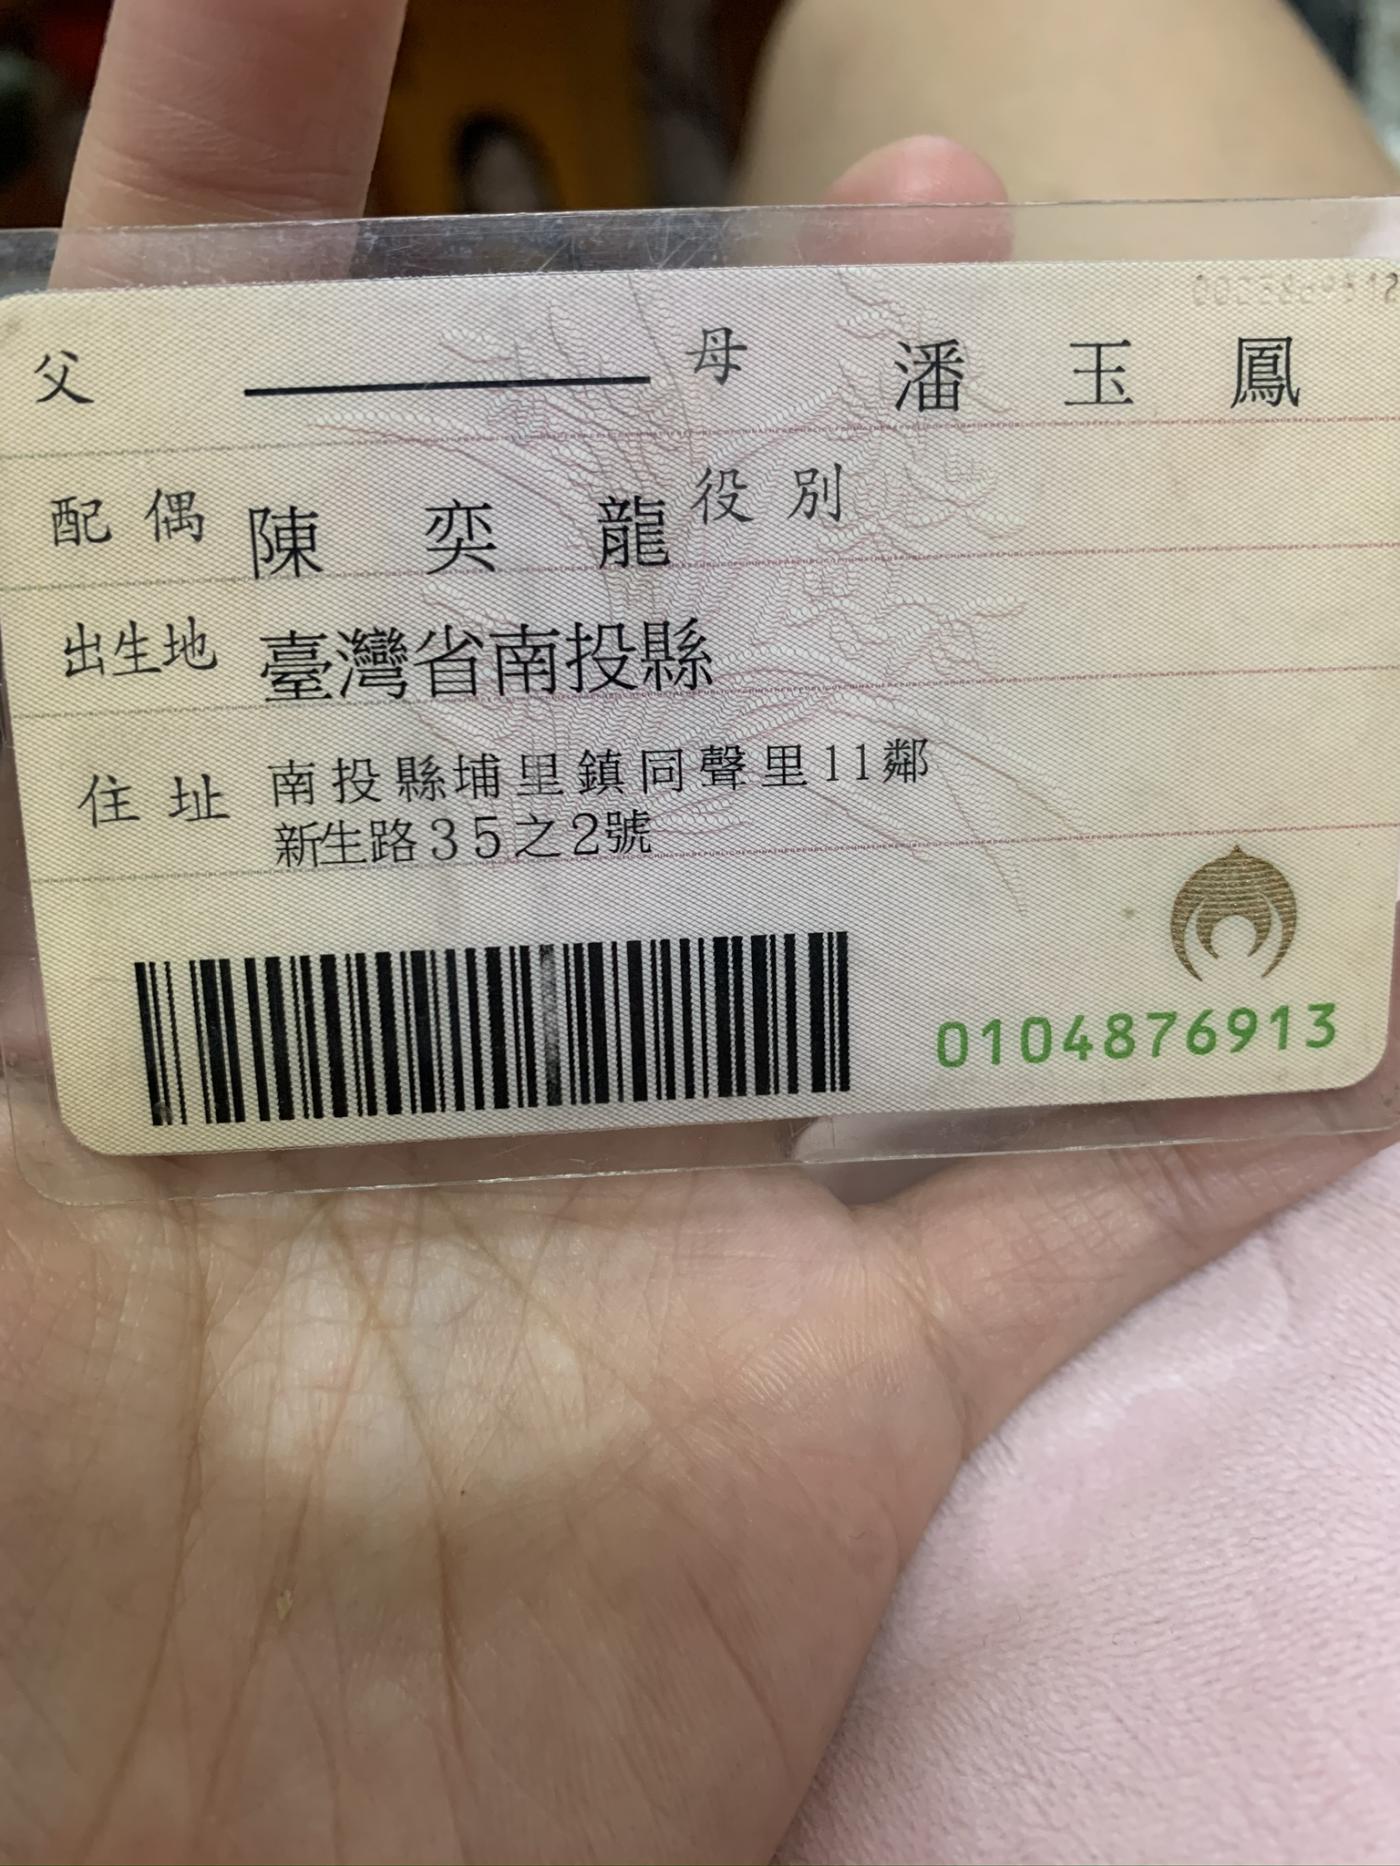 父 母 潘玉鳳
配偶 陳奕龍 役別
出生地 臺灣省南投縣
住址 南投縣埔里鎮同聲里11鄰
新生路35之2號
0104876913